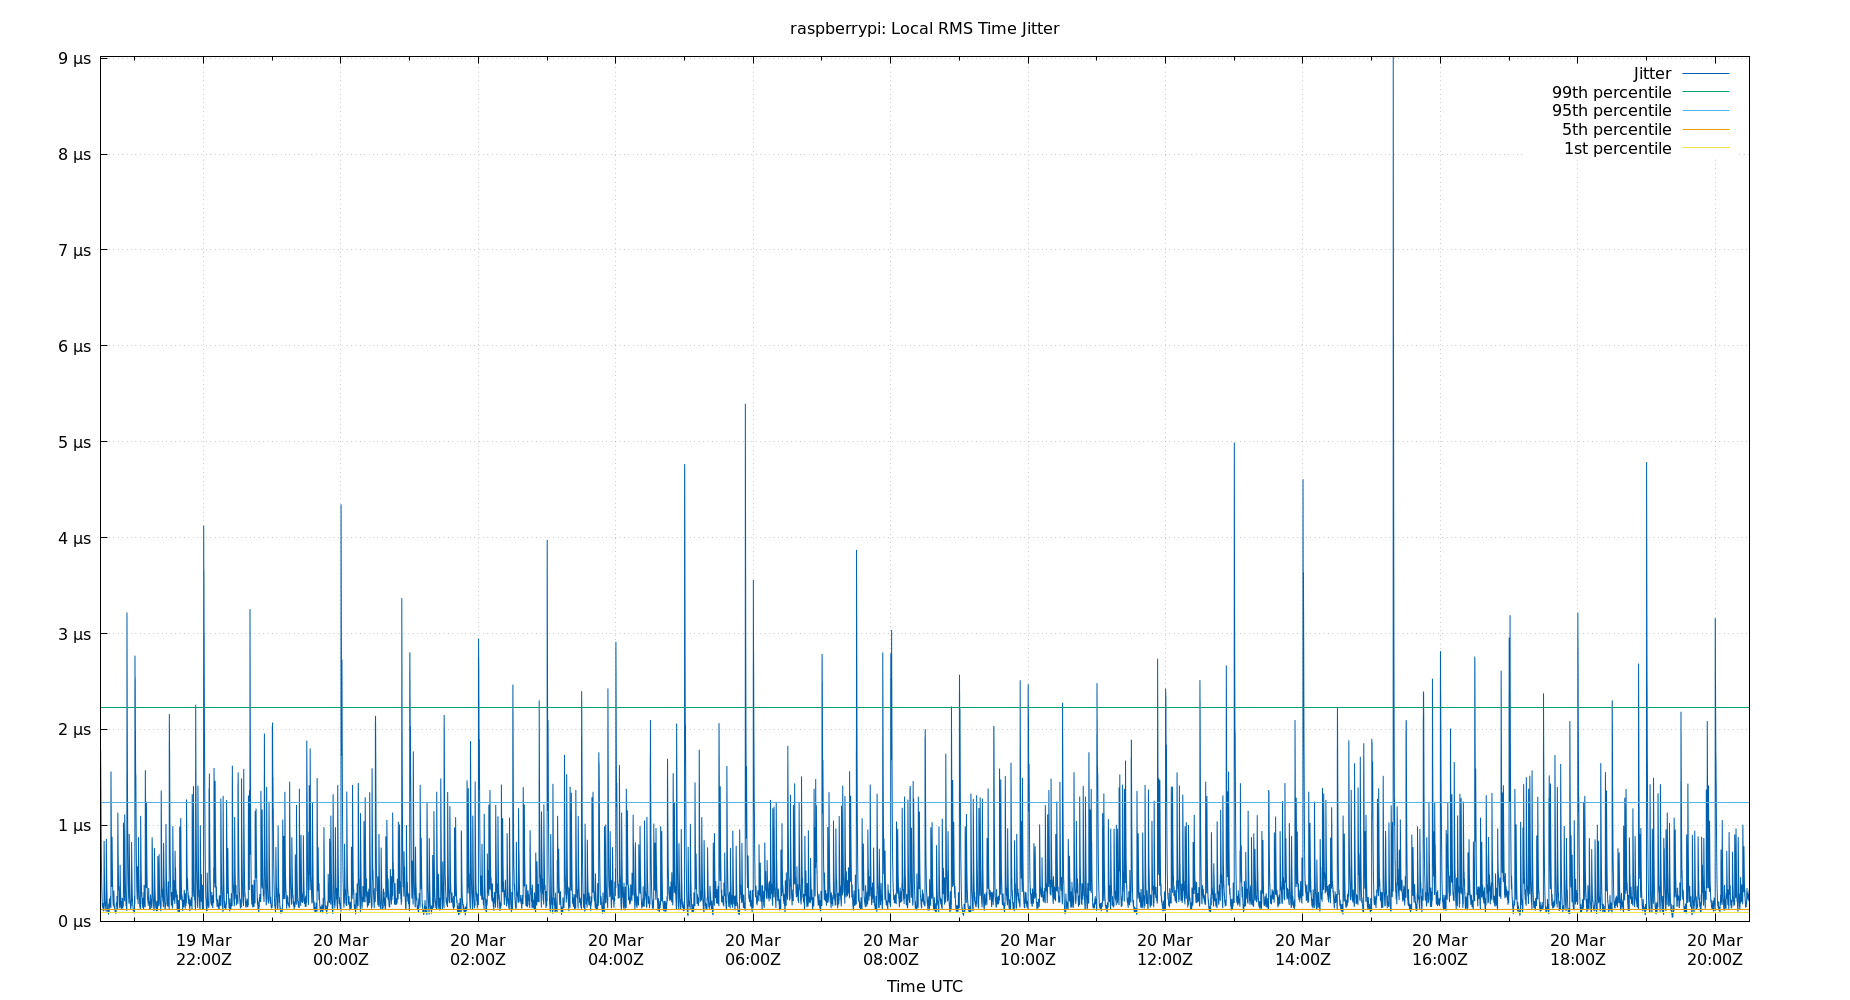 raspberrypi: Local RMS Time Jitter
9 µs
8 µs
7 µs
6 µs
5 µs
4 µs
3 µs
2 µs
1 µs
0 µs
Jitter
99th percentile
95th percentile
5th percentile
1st percentile
19 Mar 20 Mar 20 Mar 20 Mar 20 Mar 20 Mar 20 Mar 20 Mar 20 Mar 20 Mar 20 Mar 20 Mar
22:00Z 00:00Z 02:00Z 04:00Z 06:00Z 08:00Z 10:00Z 12:00Z 14:00Z 16:00Z 18:00Z 20:00Z
Time UTC